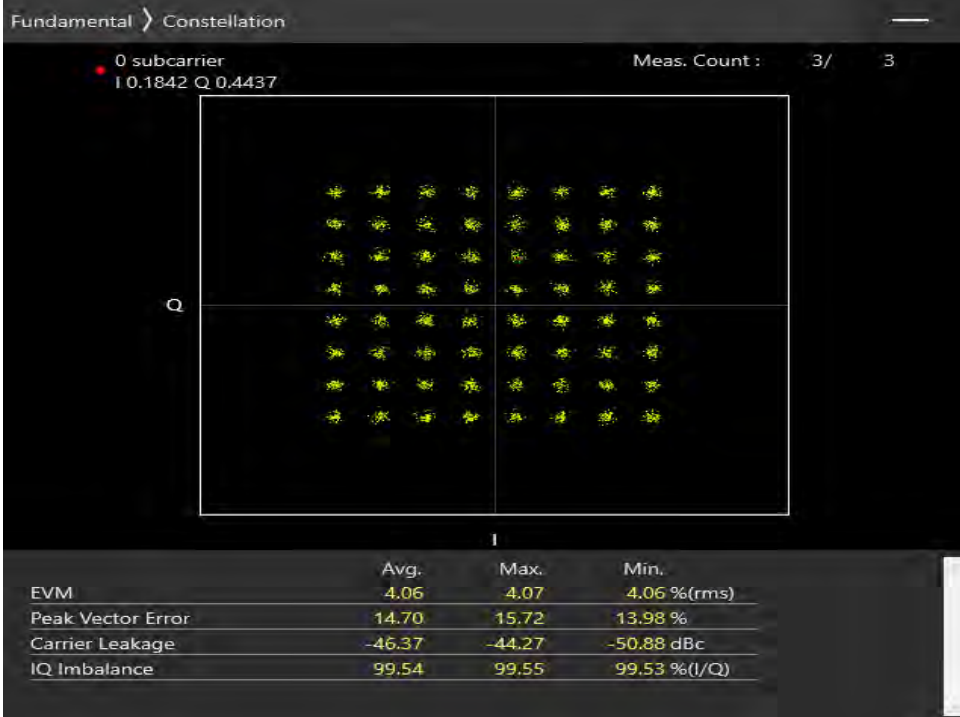 Fundamental 〉 Constellation
0 subcarrier
I 0.1842 Q 0.4437
Meas. Count : 3/ 3
Q
I
Avg. Max. Min.
EVM 4.06 4.07 4.06 %(rms)
Peak Vector Error 14.70 15.72 13.98 %
Carrier Leakage -46.37 -44.27 -50.88 dBc
IQ Imbalance 99.54 99.55 99.53 %(I/Q)